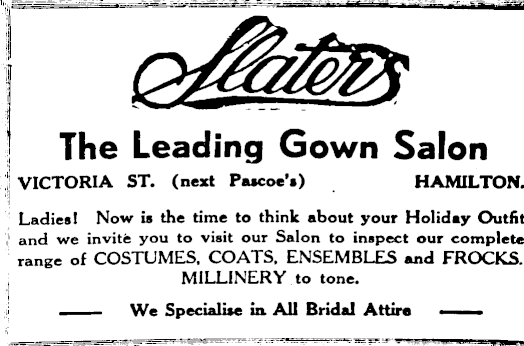 Slaters
The Leading Gown Salon
VICTORIA ST. (next Pascoe's) HAMILTON.
Ladies! Now is the time to think about your Holiday Outfit
and we invite you to visit our Salon to inspect our complete
range of COSTUMES, COATS, ENSEMBLES and FROCKS.
MILLINERY to tone.
We Specialise in All Bridal Attire